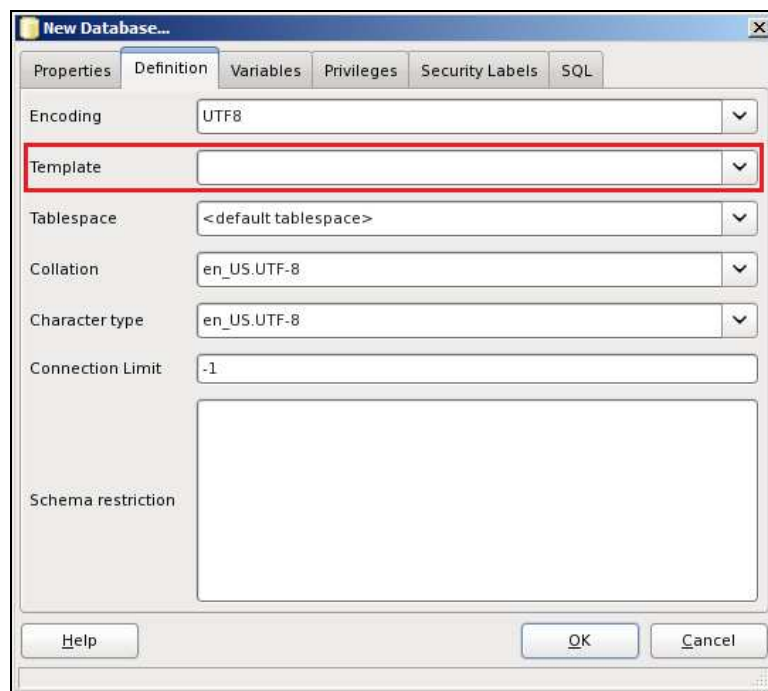 New Database...
Properties Definition Variables Privileges Security Labels SQL
Encoding UTF8
Template
Tablespace <default tablespace>
Collation en_US.UTF-8
Character type en_US.UTF-8
Connection Limit -1
Schema restriction
Help OK Cancel